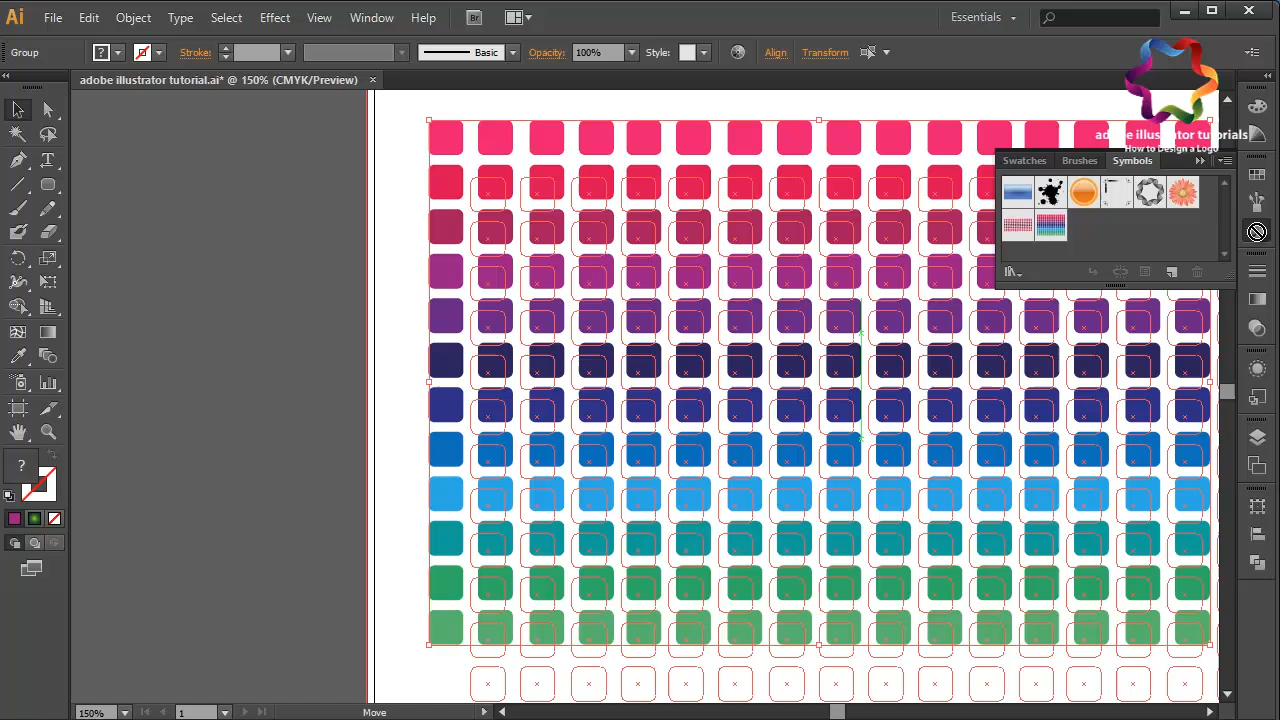 Ai File Edit Object Type Select Effect View Window Help Br Essentials
Group ? Stroke: Basic Opacity: 100% Style: Align Transform
adobe illustrator tutorial.ai* @ 150% (CMYK/Preview)
adobe illustrator tutorials
How to Design a Logo
Swatches Brushes Symbols
T
?
150% 1 Move